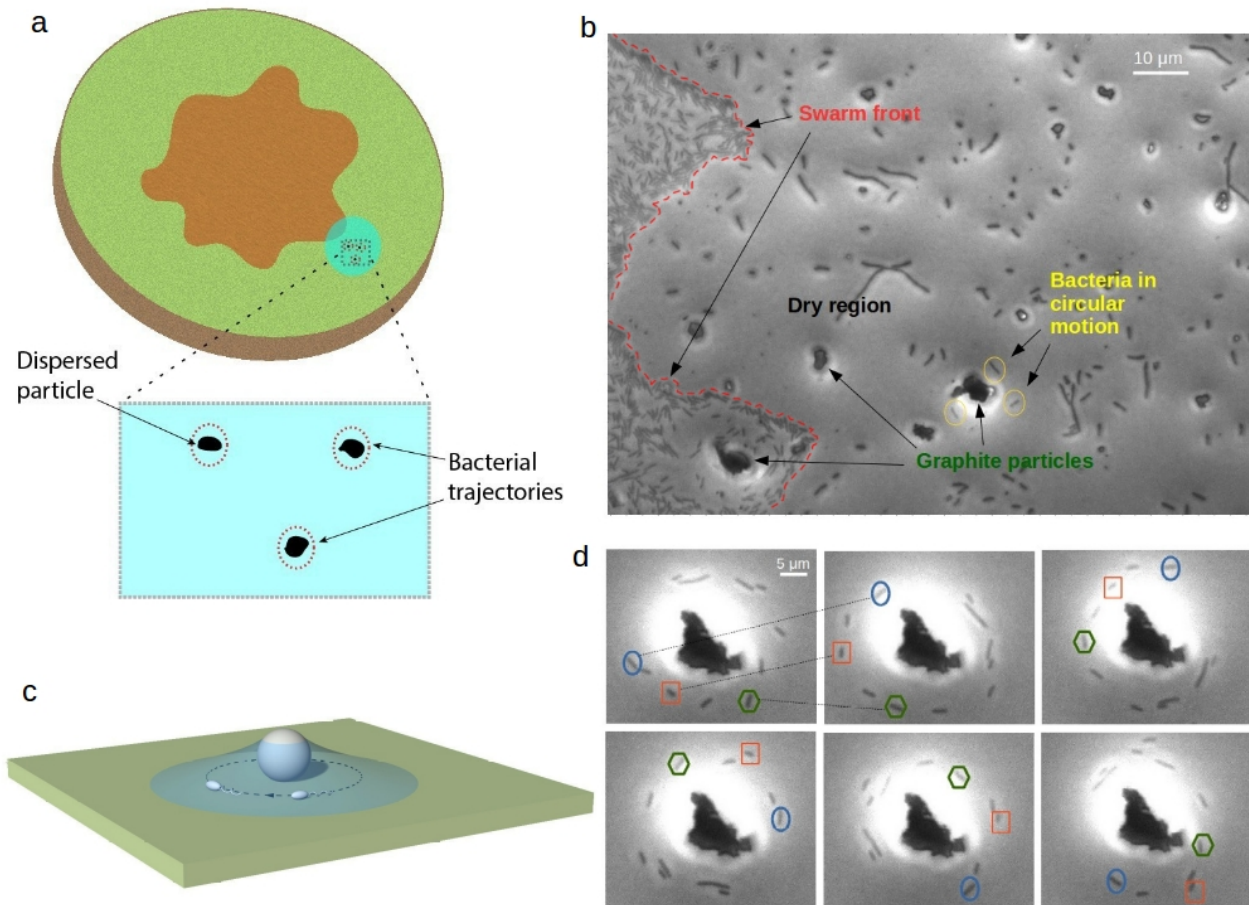 a
Dispersed
particle
Bacterial
trajectories
b
10 µm
Swarm front
Bacteria in
circular
motion
Dry region
Graphite particles
c
d
5 µm